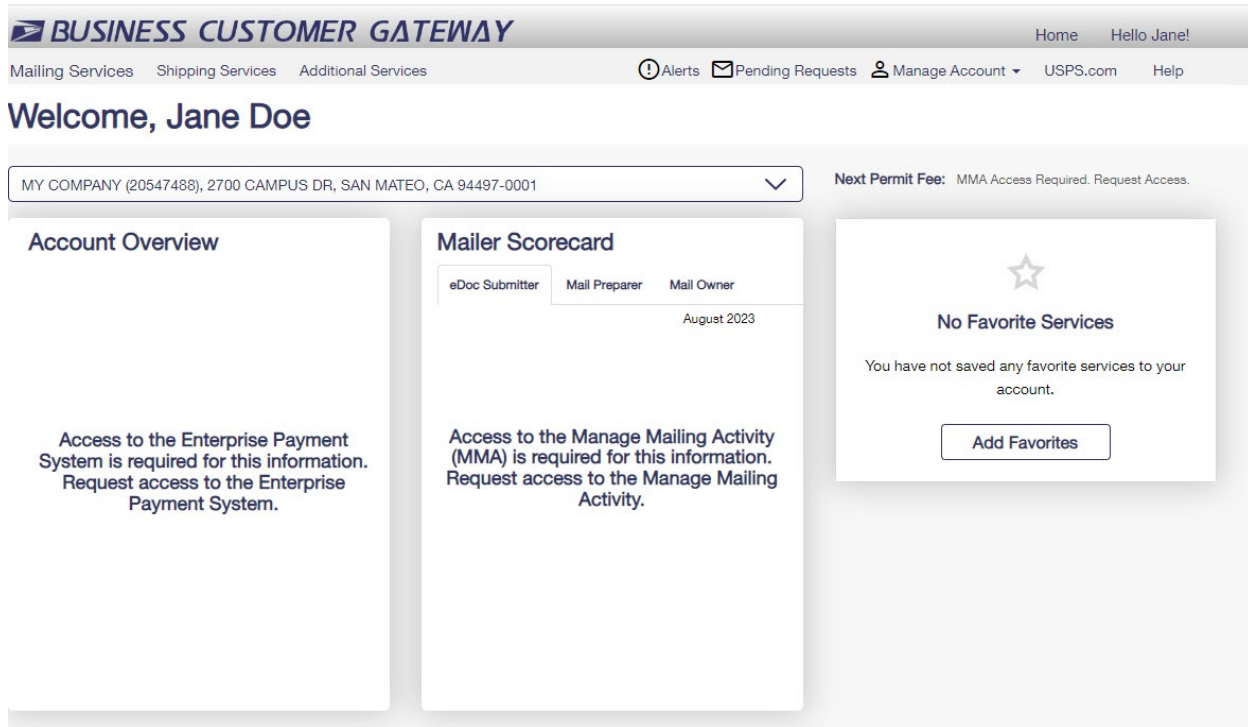 BUSINESS CUSTOMER GATEWAY
Home Hello Jane!
Mailing Services Shipping Services Additional Services Alerts Pending Requests Manage Account USPS.com Help
Welcome, Jane Doe
MY COMPANY (20547488), 2700 CAMPUS DR, SAN MATEO, CA 94497-0001
Next Permit Fee: MMA Access Required. Request Access.
Account Overview
Access to the Enterprise Payment
System is required for this information.
Request access to the Enterprise
Payment System.
Mailer Scorecard
eDoc Submitter Mail Preparer Mail Owner
August 2023
Access to the Manage Mailing Activity
(MMA) is required for this information.
Request access to the Manage Mailing
Activity.
No Favorite Services
You have not saved any favorite services to your
account.
Add Favorites